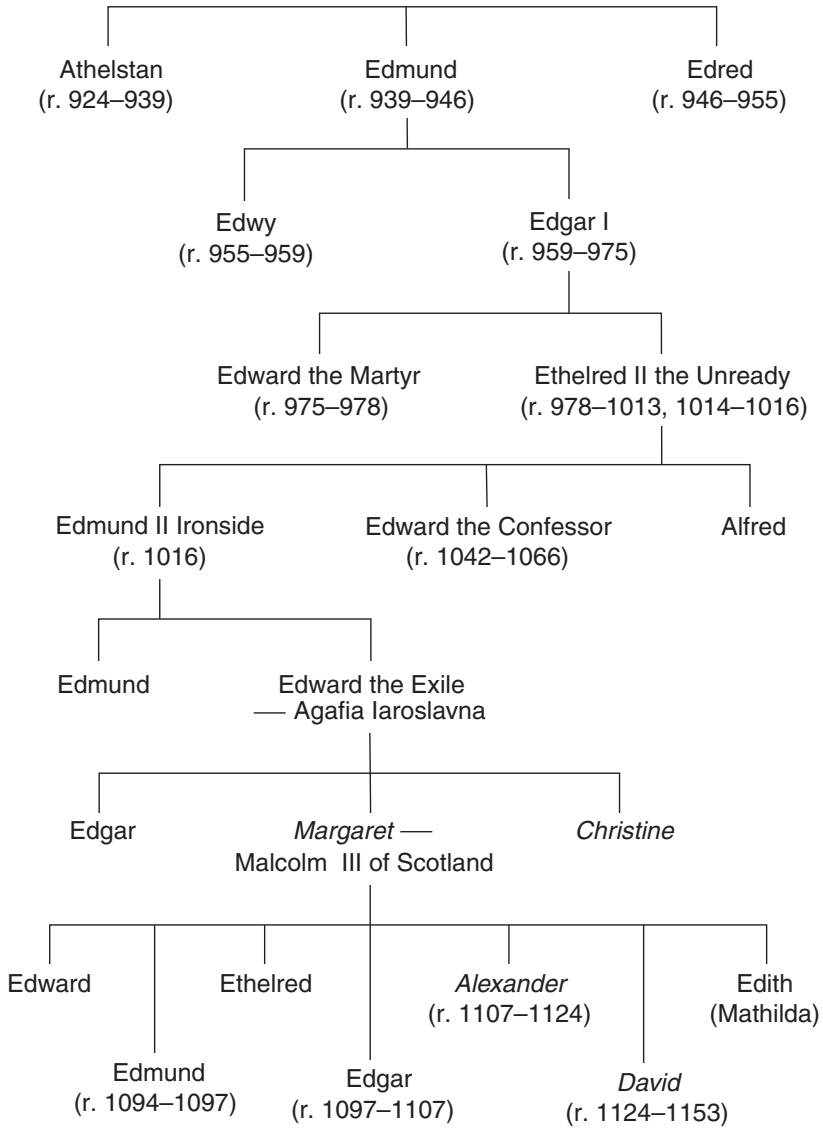 Athelstan
(r. 924–939)
Edmund
(r. 939–946)
Edred
(r. 946–955)
Edwy
(r. 955–959)
Edgar I
(r. 959–975)
Edward the Martyr
(r. 975–978)
Ethelred II the Unready
(r. 978–1013, 1014–1016)
Edmund II Ironside
(r. 1016)
Edward the Confessor
(r. 1042–1066)
Alfred
Edmund
Edward the Exile
— Agafia Iaroslavna
Edgar
Margaret —
Malcolm III of Scotland
Christine
Edward
Ethelred
Alexander
(r. 1107–1124)
Edith
(Mathilda)
Edmund
(r. 1094–1097)
Edgar
(r. 1097–1107)
David
(r. 1124–1153)